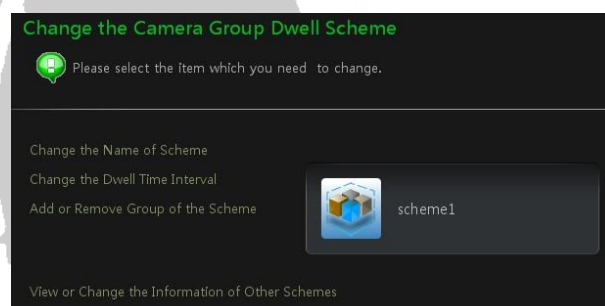 Change the Camera Group Dwell Scheme
Please select the item which you need to change.
Change the Name of Scheme
Change the Dwell Time Interval
Add or Remove Group of the Scheme
scheme1
View or Change the Information of Other Schemes